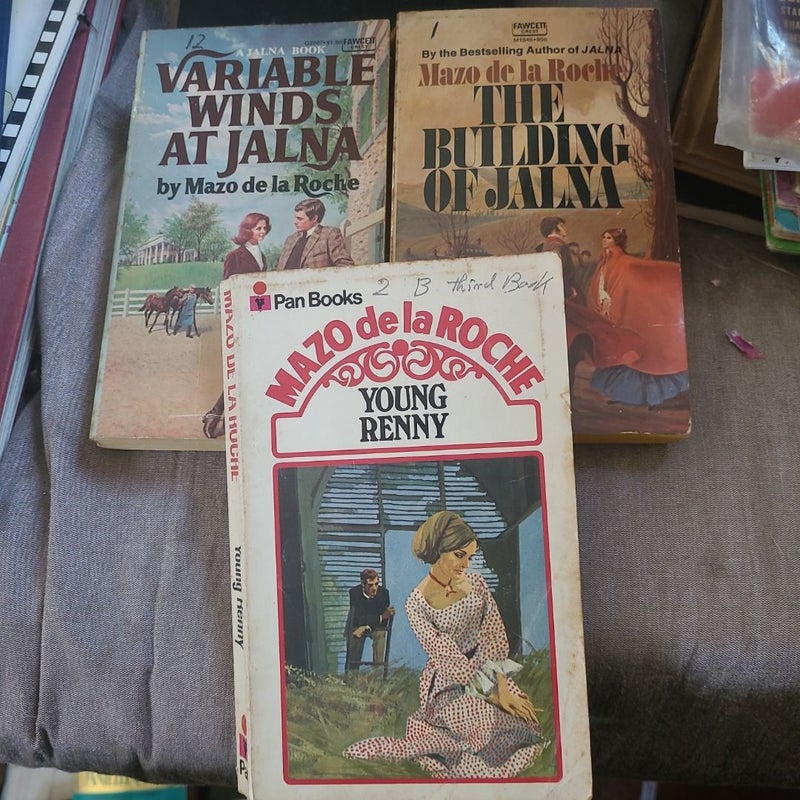 12
A JALNA BOOK
FAWCETT
CREST
VARIABLE
WINDS
AT JALNA
by Mazo de la Roche
1
FAWCETT
CREST
By the Bestselling Author of JALNA
Mazo de la Roche
THE
BUILDING
OF JALNA
Pan Books
2 B third Book
MAZO de la ROCHE
YOUNG
RENNY
MAZO DE LA ROCHE
Young Renny